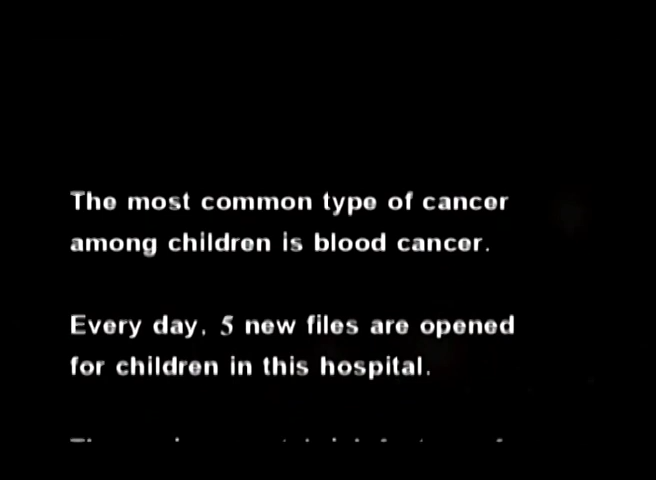 The most common type of cancer
among children is blood cancer.
Every day, 5 new files are opened
for children in this hospital.